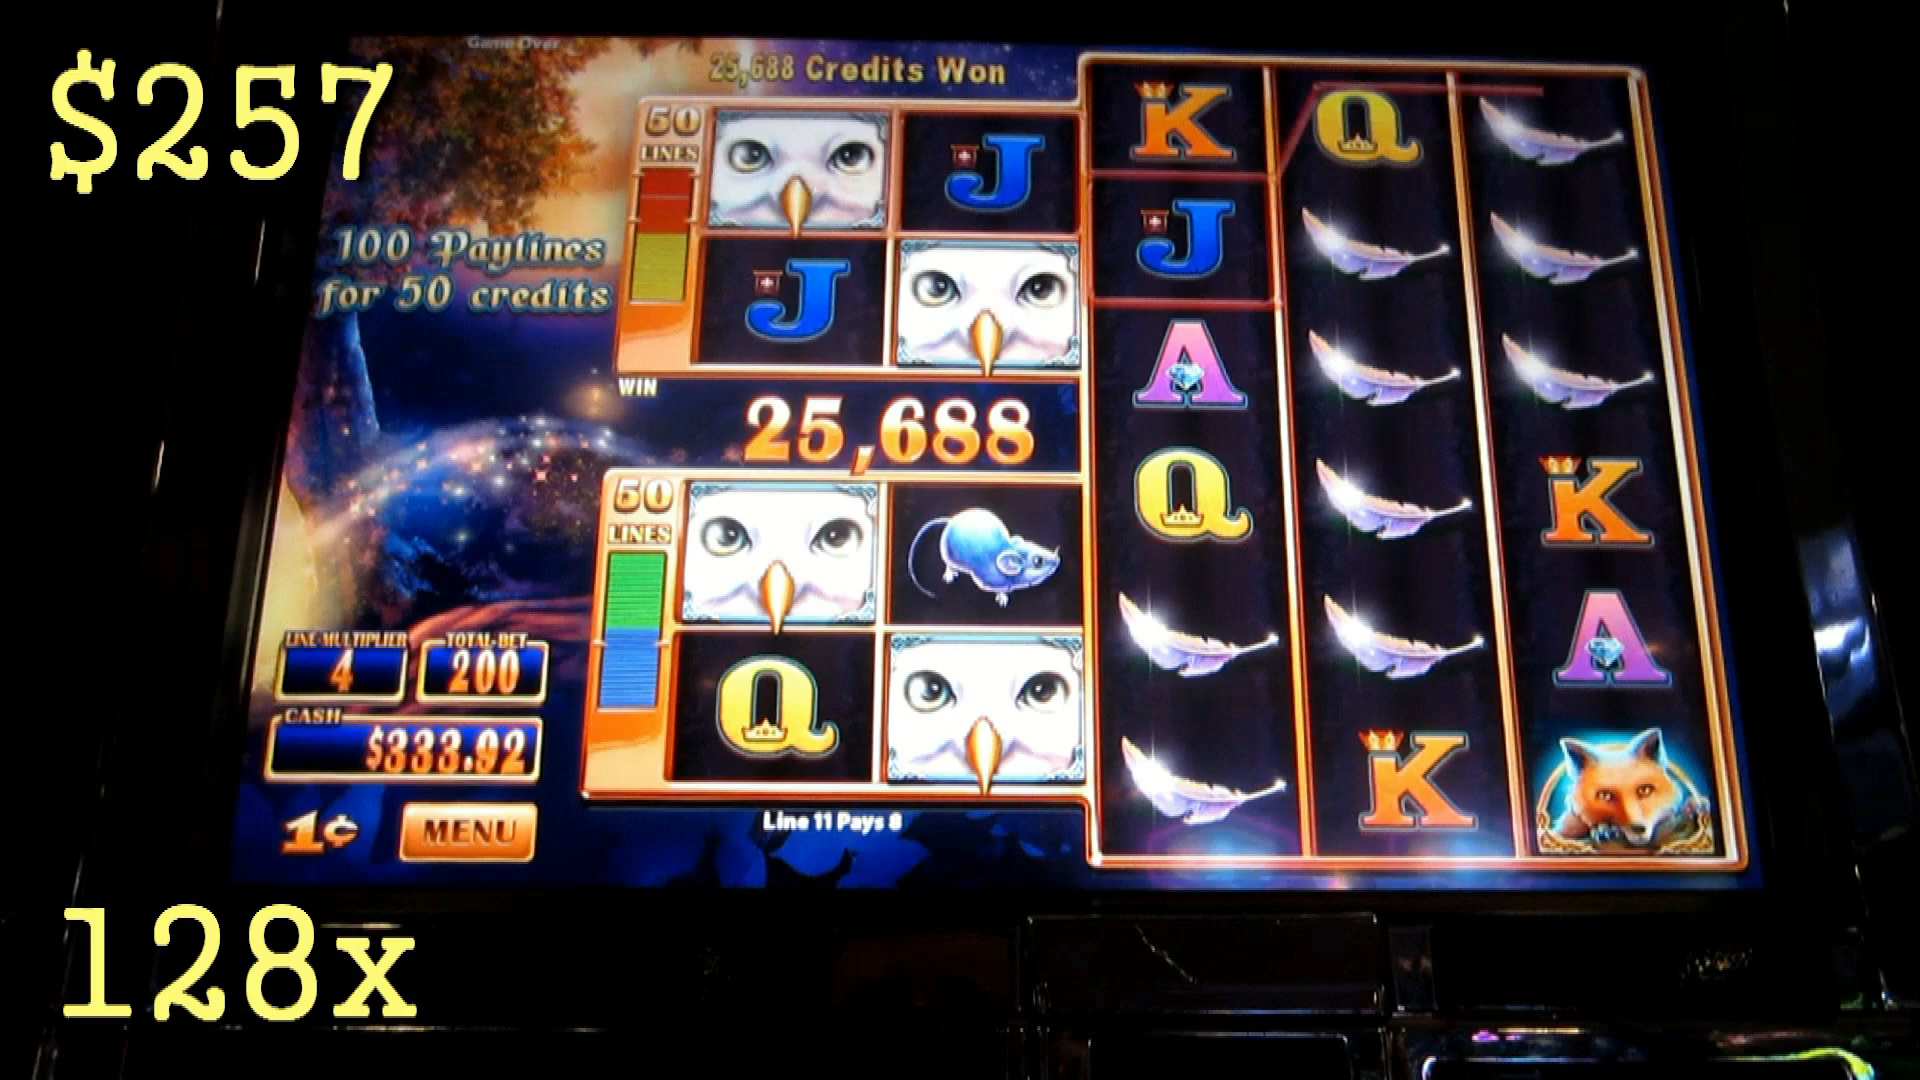 $257
Game Over
25,688 Credits Won
50
LINES
100 Paylines
for 50 credits
J
J
WIN
25,688
50
LINES
Q
LINE MULTIPLIER
4
TOTAL BET
200
CASH
$333.92
1¢
MENU
Line 11 Pays 8
K
Q
J
A
Q
K
A
K
128x